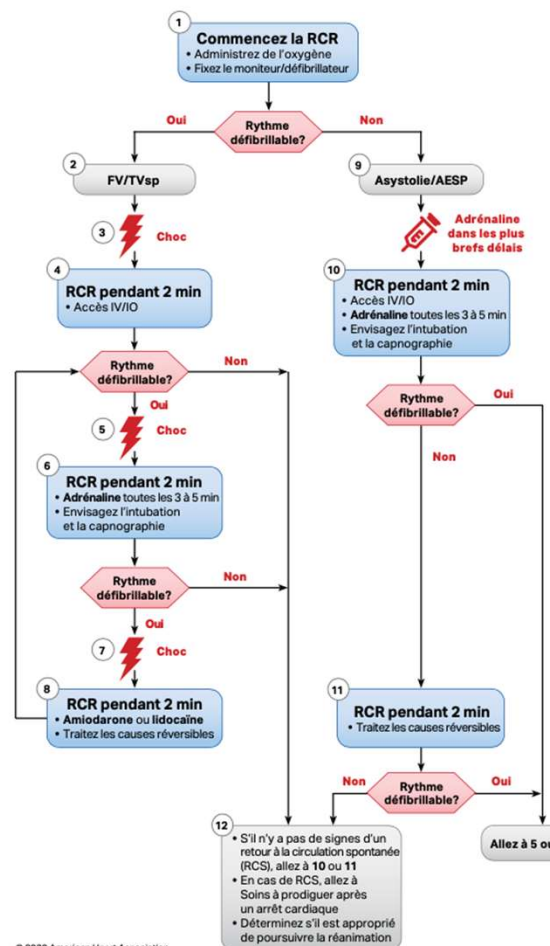 1
Commencez la RCR
• Administrez de l'oxygène
• Fixez le moniteur/défibrillateur
Oui
Rythme
défibrillable?
Non
2
FV/TVsp
3
Choc
4
RCR pendant 2 min
• Accès IV/IO
Rythme
défibrillable?
Non
Oui
5
Choc
6
RCR pendant 2 min
• Adrénaline toutes les 3 à 5 min
• Envisagez l'intubation
et la capnographie
Rythme
défibrillable?
Non
Oui
7
Choc
8
RCR pendant 2 min
• Amiodarone ou lidocaïne
• Traitez les causes réversibles
9
Asystolie/AESP
Adrénaline
dans les plus
brefs délais
10
RCR pendant 2 min
• Accès IV/IO
• Adrénaline toutes les 3 à 5 min
• Envisagez l'intubation
et la capnographie
Rythme
défibrillable?
Oui
Non
11
RCR pendant 2 min
• Traitez les causes réversibles
Non
Rythme
défibrillable?
Oui
12
• S'il n'y a pas de signes d'un
retour à la circulation spontanée
(RCS), allez à 10 ou 11
• En cas de RCS, allez à
Soins à prodiguer après
un arrêt cardiaque
• Déterminez s'il est approprié
de poursuivre la réanimation
Allez à 5 ou